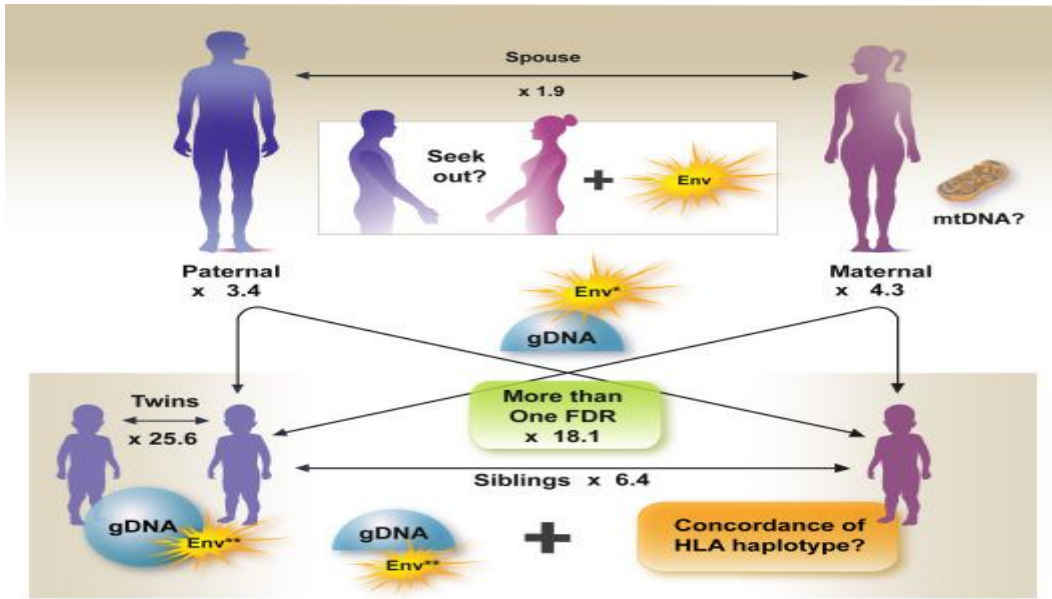 Spouse
x 1.9
Seek
out?
+
Env
mtDNA?
Paternal
x 3.4
Maternal
x 4.3
Env*
gDNA
Twins
x 25.6
More than
One FDR
x 18.1
Siblings x 6.4
gDNA
Env**
gDNA
Env**
+
Concordance of
HLA haplotype?